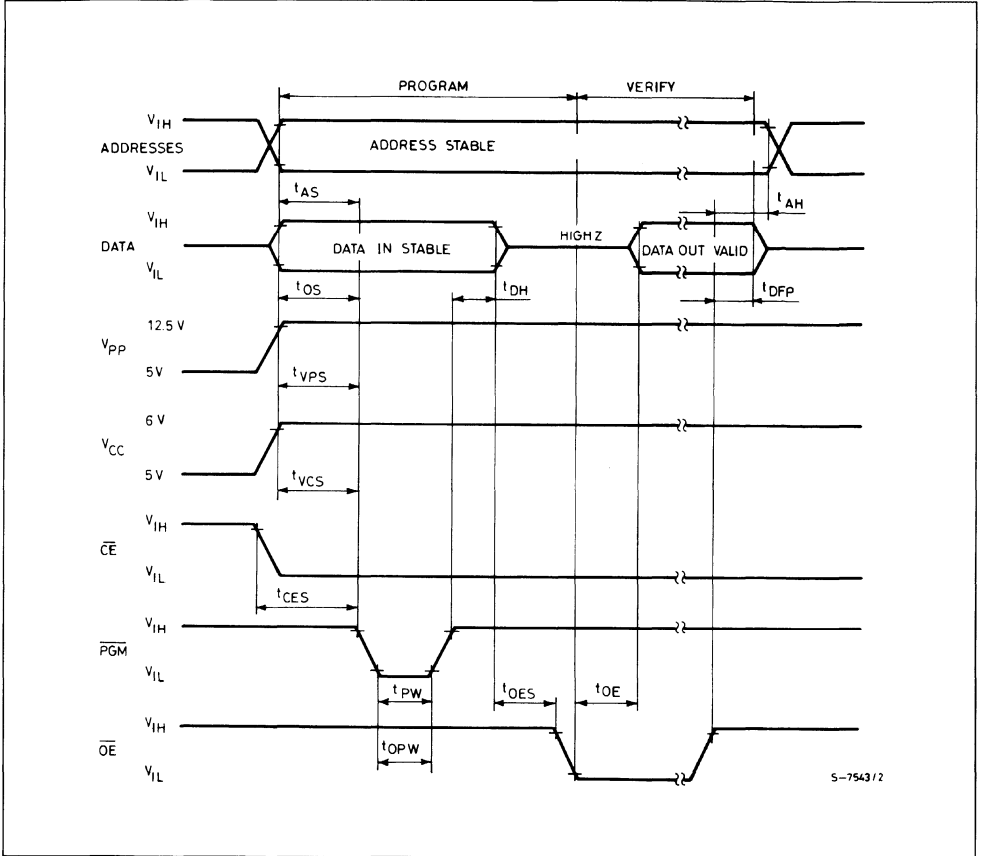 PROGRAM VERIFY
VIH
ADDRESSES ADDRESS STABLE
VIL
tAS tAH
VIH
DATA DATA IN STABLE HIGH Z DATA OUT VALID
VIL
tOS tDH tDFP
12.5 V
VPP
5V
tVPS
6 V
VCC
5V
tVCS
VIH
CE
VIL
tCES
VIH
PGM
VIL
tPW tOES tOE
VIH
OE tOPW
VIL
S-7543/2